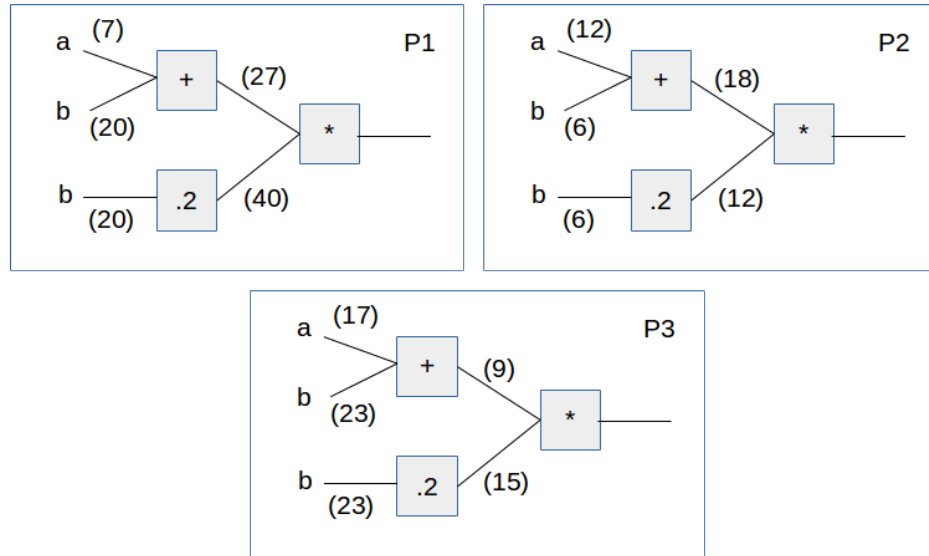 P1
a (7)
+
(27)
b (20)
*
b (20)
.2
(40)
P2
a (12)
+
(18)
b (6)
*
b (6)
.2
(12)
P3
a (17)
+
(9)
b (23)
*
b (23)
.2
(15)